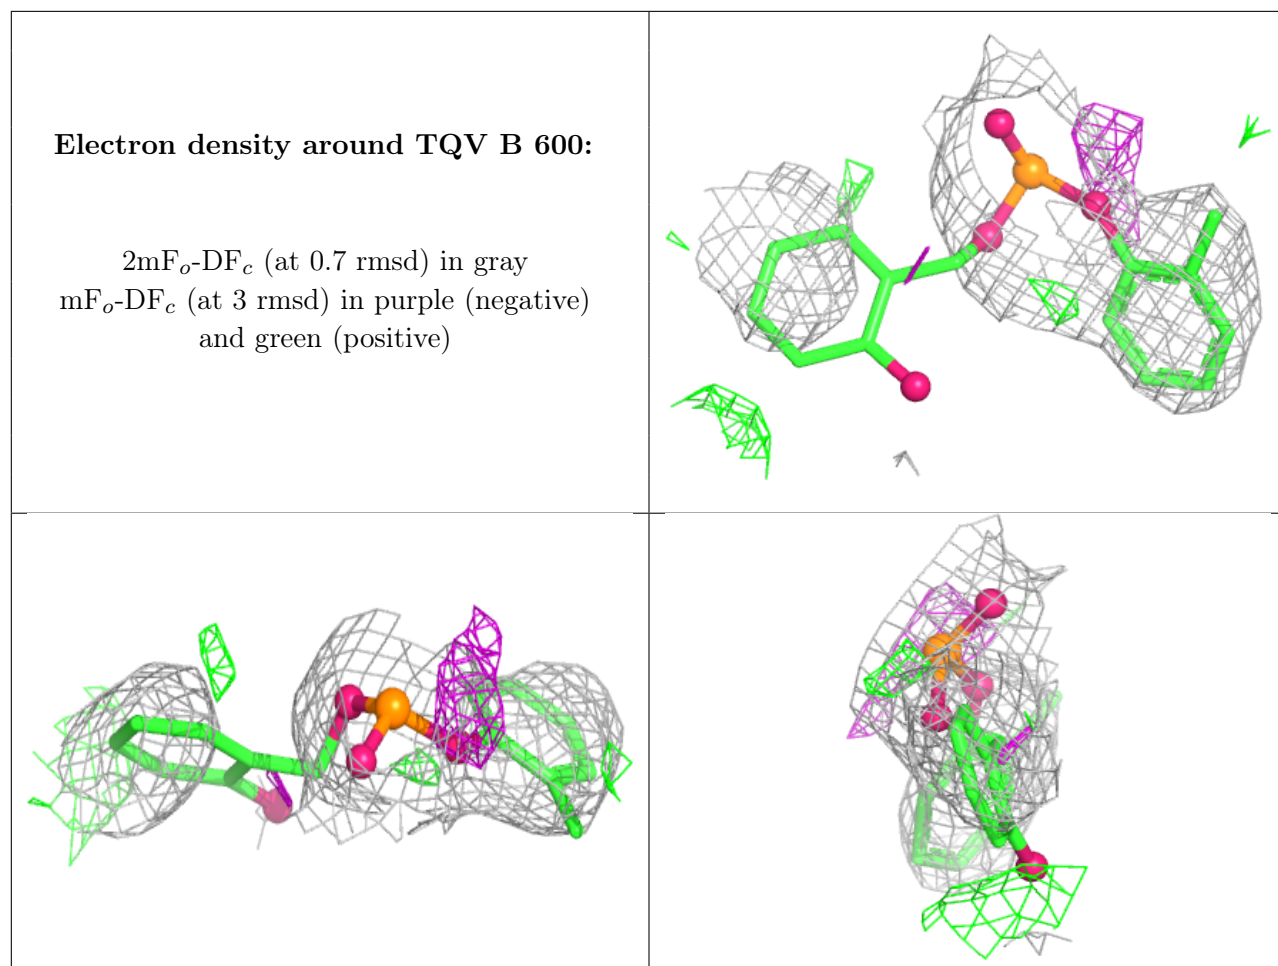 Electron density around TQV B 600:
2mFo-DFc (at 0.7 rmsd) in gray
mFo-DFc (at 3 rmsd) in purple (negative)
and green (positive)